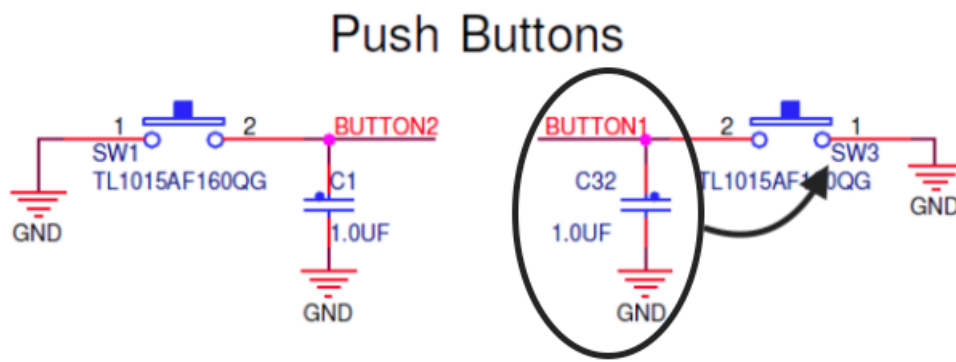 Push Buttons
1 2 BUTTON2
SW1
TL1015AF160QG
C1
1.0UF
GND
GND
BUTTON1 2 1
SW3
C32
1.0UF
GND
GND